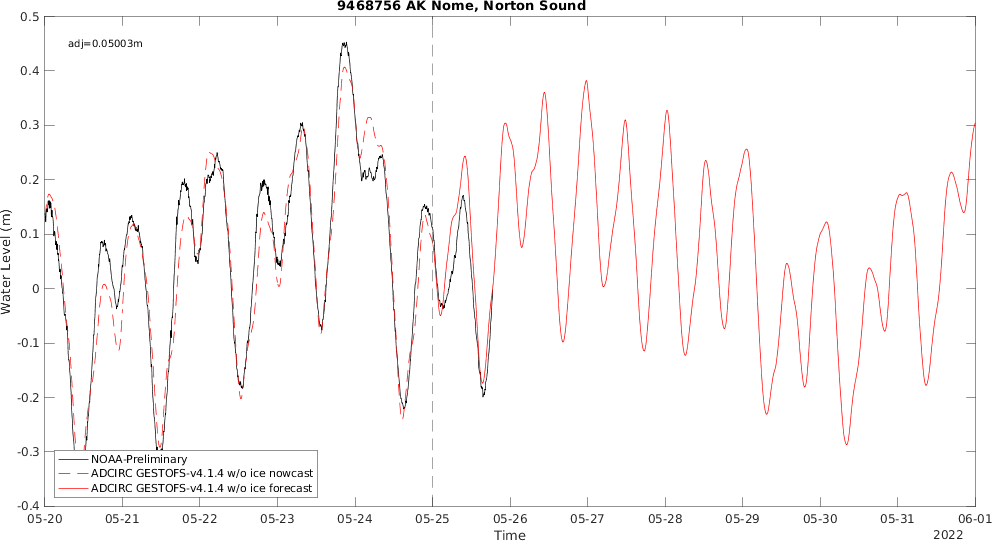 9468756 AK Nome, Norton Sound
adj=0.05003m
0.5
0.4
0.3
0.2
0.1
0
-0.1
-0.2
-0.3
-0.4
Water Level (m)
NOAA-Preliminary
ADCIRC GESTOFS-v4.1.4 w/o ice nowcast
ADCIRC GESTOFS-v4.1.4 w/o ice forecast
05-20 05-21 05-22 05-23 05-24 05-25 05-26 05-27 05-28 05-29 05-30 05-31 06-01
Time
2022